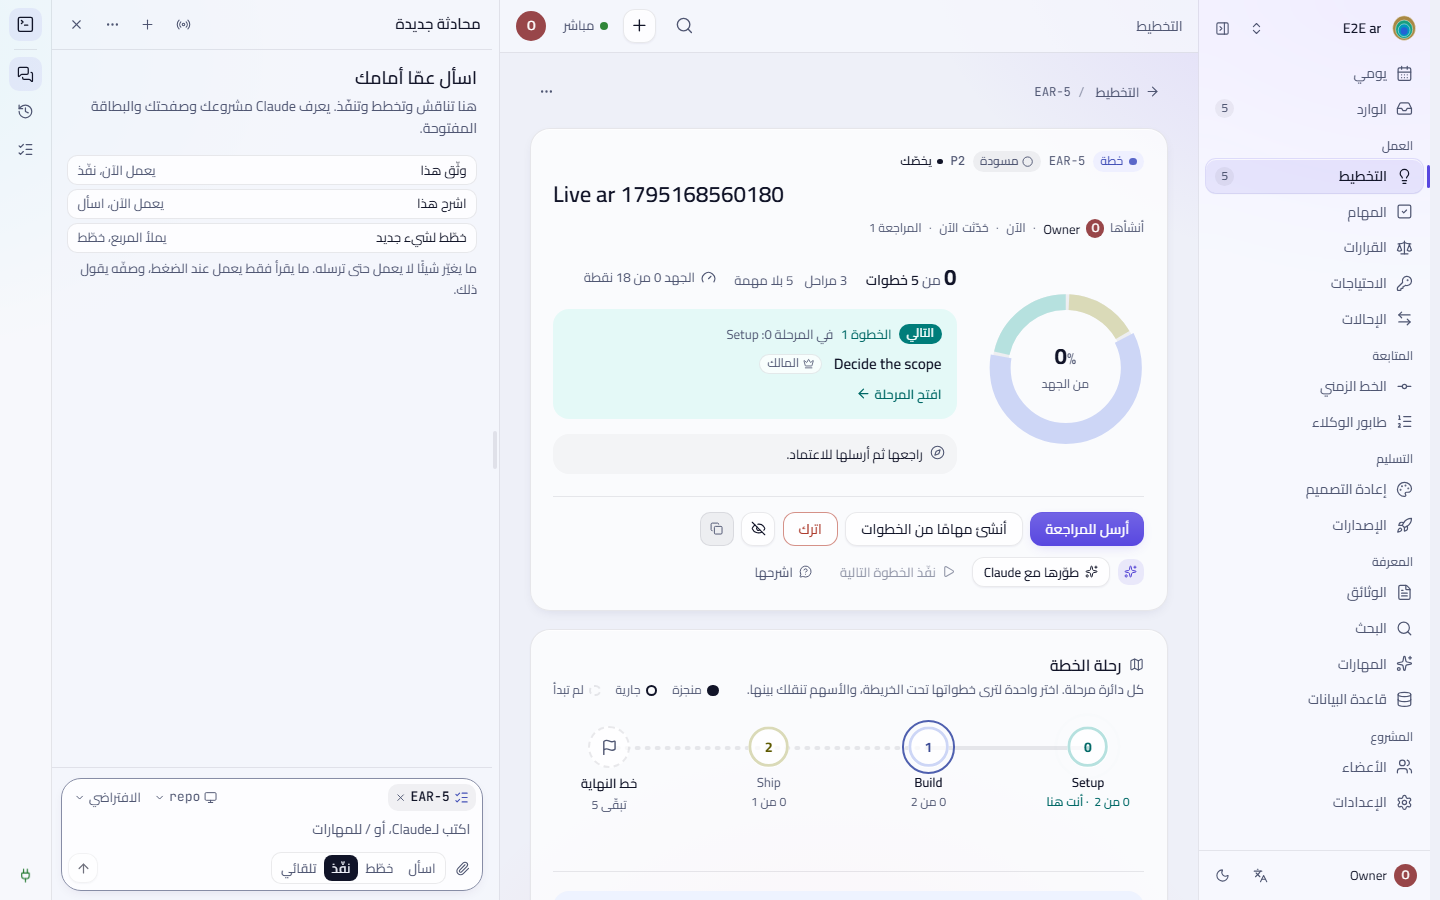 E2E ar
يومي
الوارد
5
العمل
التخطيط
5
المهام
القرارات
الاحتياجات
الإحالات
المتابعة
الخط الزمني
طابور الوكلاء
التسليم
إعادة التصميم
الإصدارات
المعرفة
الوثائق
البحث
المهارات
قاعدة البيانات
المشروع
الأعضاء
الإعدادات
O Owner
التخطيط
مباشر
O
التخطيط / EAR-5
خطة EAR-5 مسودة P2 يخصّك
Live ar 1795168560180
أنشأها O Owner · الآن · حُدّثت الآن · المراجعة 1
0% من الجهد
0 من 5 خطوات 3 مراحل 5 بلا مهمة الجهد 0 من 18 نقطة
التالي الخطوة 1 في المرحلة 0: Setup
Decide the scope المالك
افتح المرحلة
راجعها ثم أرسلها للاعتماد.
أرسل للمراجعة أنشئ مهامًا من الخطوات اترك
طوّرها مع Claude نفّذ الخطوة التالية اشرحها
رحلة الخطة
كل دائرة مرحلة. اختر واحدة لترى خطواتها تحت الخريطة، والأسهم تنقلك بينها. منجزة جارية لم تبدأ
0 1 2
Setup Build Ship خط النهاية
0 من 2 · أنت هنا 0 من 2 0 من 1 تبقّى 5
محادثة جديدة
اسأل عمّا أمامك
هنا تناقش وتخطط وتنفّذ. يعرف Claude مشروعك وصفحتك والبطاقة
المفتوحة.
وثّق هذا يعمل الآن، نفّذ
اشرح هذا يعمل الآن، اسأل
خطّط لشيء جديد يملأ المربع، خطّط
ما يغيّر شيئًا لا يعمل حتى ترسله. ما يقرأ فقط يعمل عند الضغط، وصفّه يقول
ذلك.
EAR-5 repo الافتراضي
اكتب لـClaude، أو / للمهارات
اسأل خطّط نفّذ تلقائي